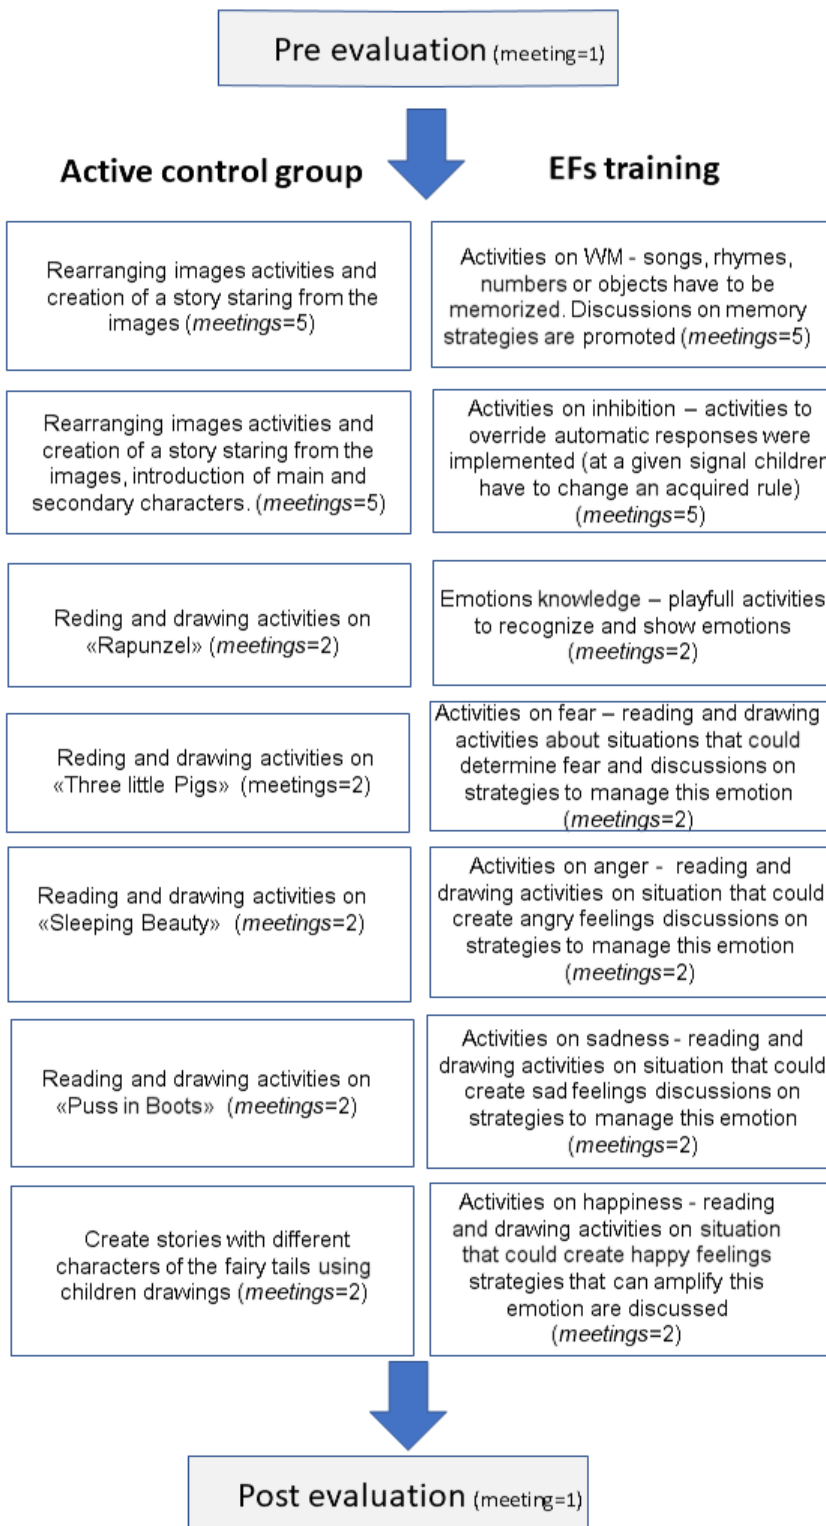 Pre evaluation (meeting=1)
Active control group
EFs training
Rearranging images activities and
creation of a story staring from the
images (meetings=5)
Activities on WM - songs, rhymes,
numbers or objects have to be
memorized. Discussions on memory
strategies are promoted (meetings=5)
Rearranging images activities and
creation of a story staring from the
images, introduction of main and
secondary characters. (meetings=5)
Activities on inhibition – activities to
override automatic responses were
implemented (at a given signal children
have to change an acquired rule)
(meetings=5)
Reding and drawing activities on
«Rapunzel» (meetings=2)
Emotions knowledge – playfull activities
to recognize and show emotions
(meetings=2)
Reding and drawing activities on
«Three little Pigs» (meetings=2)
Activities on fear – reading and drawing
activities about situations that could
determine fear and discussions on
strategies to manage this emotion
(meetings=2)
Reading and drawing activities on
«Sleeping Beauty» (meetings=2)
Activities on anger - reading and
drawing activities on situation that could
create angry feelings discussions on
strategies to manage this emotion
(meetings=2)
Reading and drawing activities on
«Puss in Boots» (meetings=2)
Activities on sadness - reading and
drawing activities on situation that could
create sad feelings discussions on
strategies to manage this emotion
(meetings=2)
Create stories with different
characters of the fairy tails using
children drawings (meetings=2)
Activities on happiness - reading
and drawing activities on situation
that could create happy feelings
strategies that can amplify this
emotion are discussed
(meetings=2)
Post evaluation (meeting=1)